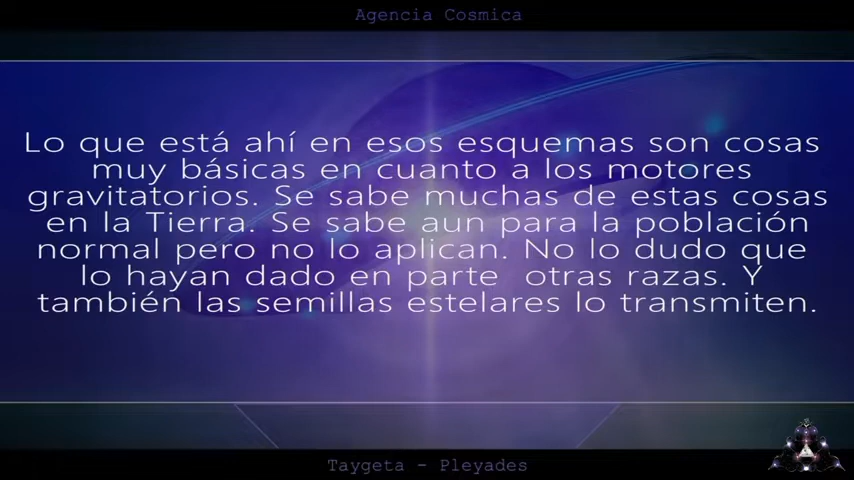 Agencia Cosmica
Lo que está ahí en esos esquemas son cosas
muy básicas en cuanto a los motores
gravitatorios. Se sabe muchas de estas cosas
en la Tierra. Se sabe aun para la población
normal pero no lo aplican. No lo dudo que
lo hayan dado en parte otras razas. Y
también las semillas estelares lo transmiten.
Taygeta - Pleyades